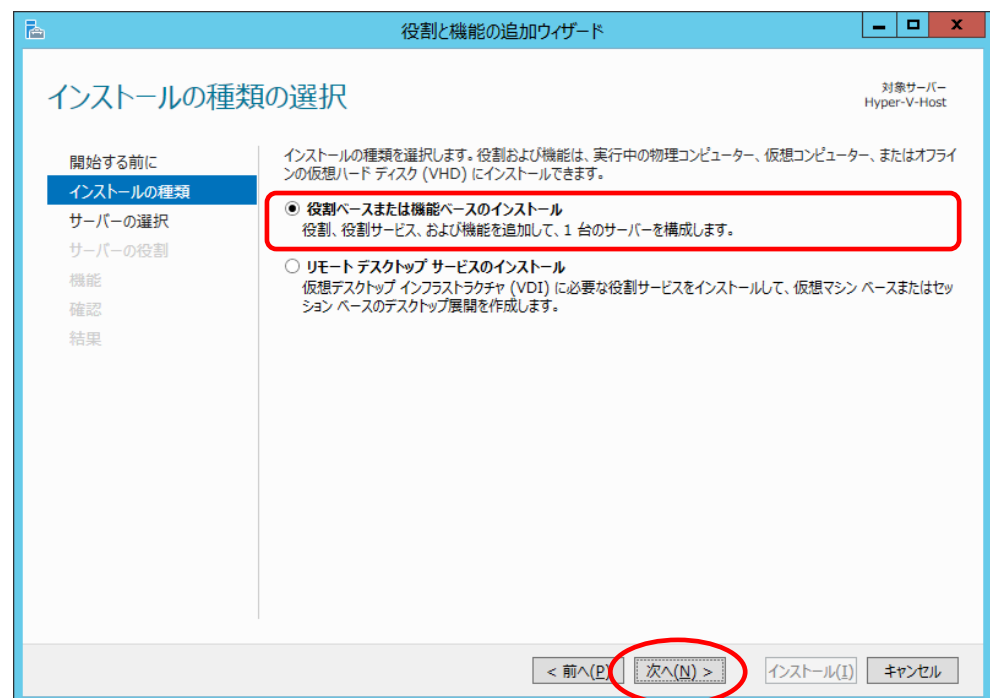 役割と機能の追加ウィザード
インストールの種類の選択
対象サーバー
Hyper-V-Host
開始する前に
インストールの種類
サーバーの選択
サーバーの役割
機能
確認
結果
インストールの種類を選択します。役割および機能は、実行中の物理コンピューター、仮想コンピューター、またはオフライ
ンの仮想ハード ディスク (VHD) にインストールできます。
役割ベースまたは機能ベースのインストール
役割、役割サービス、および機能を追加して、1 台のサーバーを構成します。
リモート デスクトップ サービスのインストール
仮想デスクトップ インフラストラクチャ (VDI) に必要な役割サービスをインストールして、仮想マシン ベースまたはセッ
ション ベースのデスクトップ展開を作成します。
< 前へ(P) 次へ(N) > インストール(I) キャンセル